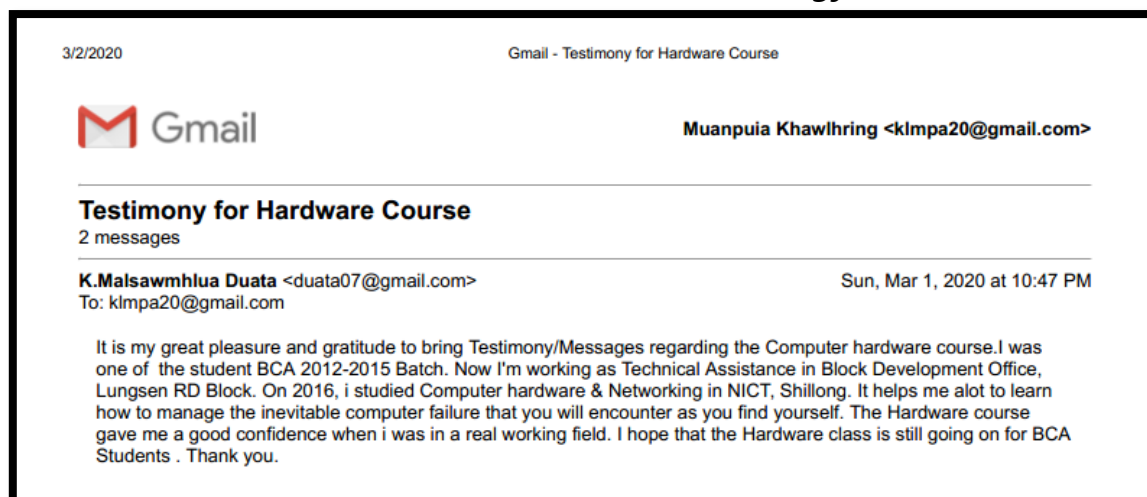 3/2/2020 Gmail - Testimony for Hardware Course
Gmail Muanpuia Khawlhring <klmpa20@gmail.com>
Testimony for Hardware Course
2 messages
K.Malsawmhlua Duata <duata07@gmail.com> Sun, Mar 1, 2020 at 10:47 PM
To: klmpa20@gmail.com
It is my great pleasure and gratitude to bring Testimony/Messages regarding the Computer hardware course.I was
one of the student BCA 2012-2015 Batch. Now I'm working as Technical Assistance in Block Development Office,
Lungsen RD Block. On 2016, i studied Computer hardware & Networking in NICT, Shillong. It helps me alot to learn
how to manage the inevitable computer failure that you will encounter as you find yourself. The Hardware course
gave me a good confidence when i was in a real working field. I hope that the Hardware class is still going on for BCA
Students . Thank you.